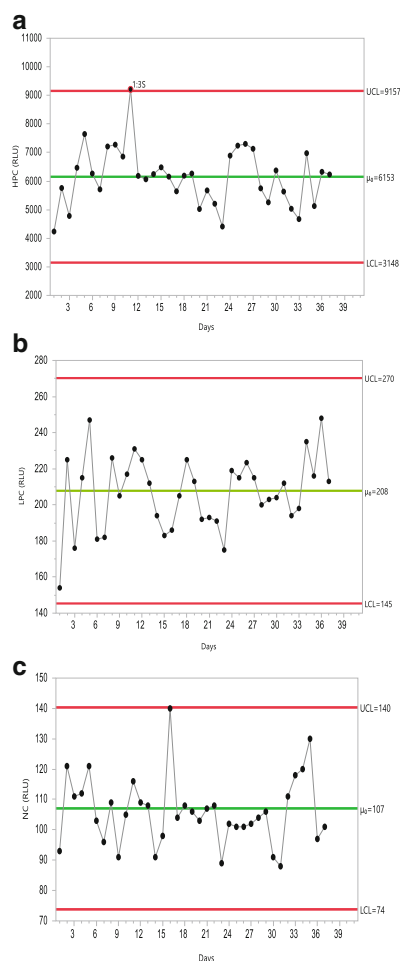 a
11000
10000
9000
8000
7000
6000
5000
4000
3000
2000
HPC (RLU)
1:3S
UCL=9157
μ₀=6153
LCL=3148
3 6 9 12 15 18 21 24 27 30 33 36 39
Days
b
280
260
240
220
200
180
160
140
LPC (RLU)
UCL=270
μ₀=208
LCL=145
3 6 9 12 15 18 21 24 27 30 33 36 39
Days
c
150
140
130
120
110
100
90
80
70
NC (RLU)
UCL=140
μ₀=107
LCL=74
3 6 9 12 15 18 21 24 27 30 33 36 39
Days